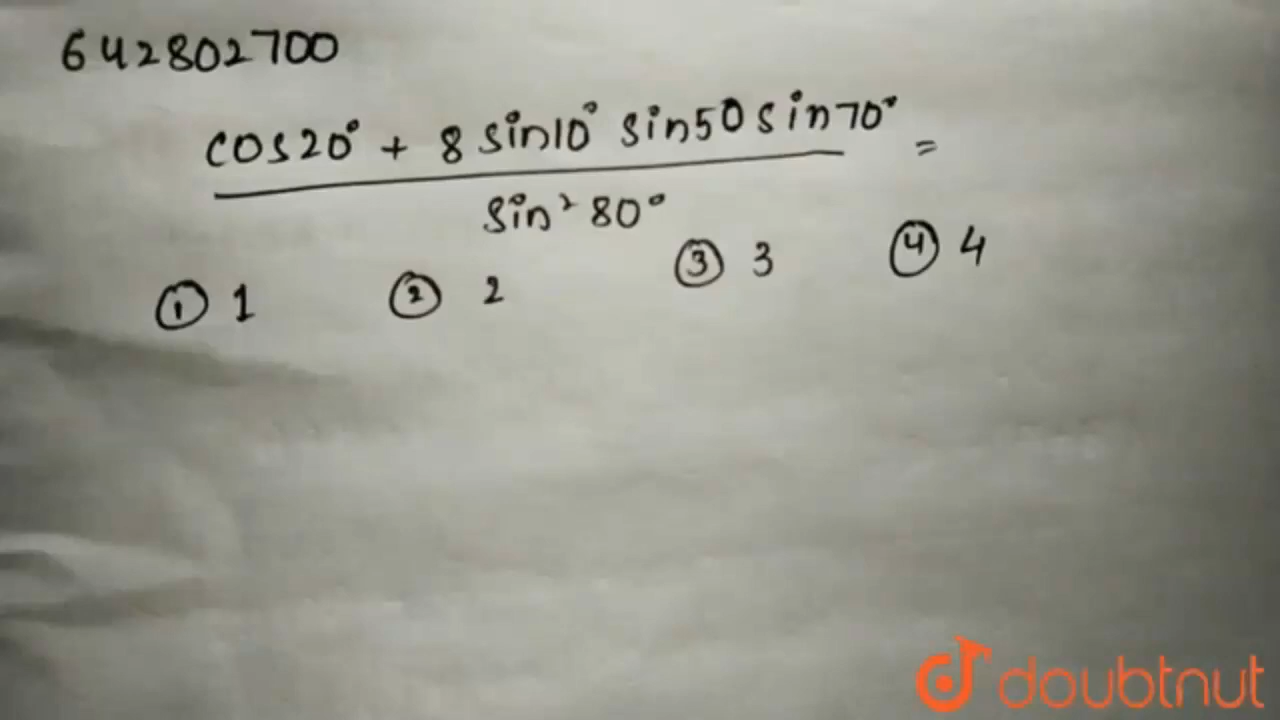 642802700
cos20° + 8 sin10° sin50 sin70° =
sin² 80°
① 1 ② 2 ③ 3 ④ 4
doubtnut